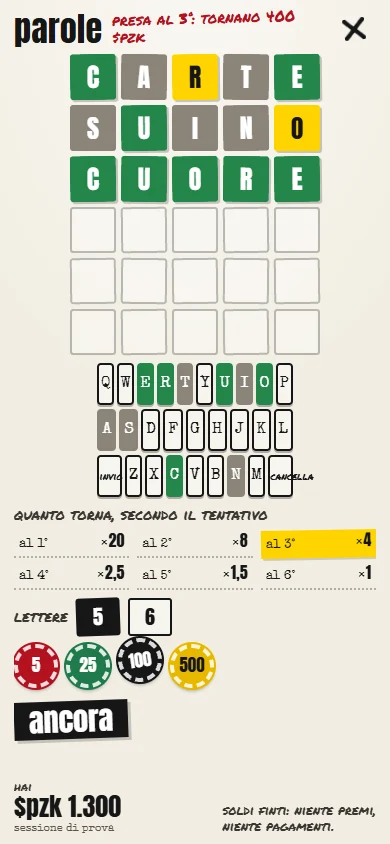 parole
PRESA AL 3°: TORNANO 400
$PZK
C A R T E
S U I N O
C U O R E
Q W E R T Y U I O P
A S D F G H J K L
INVIO Z X C V B N M CANCELLA
QUANTO TORNA, SECONDO IL TENTATIVO
al 1° ×20 al 2° ×8 al 3° ×4
al 4° ×2,5 al 5° ×1,5 al 6° ×1
LETTERE 5 6
5 25 100 500
ancora
HAI
$pzk 1.300
sessione di prova
SOLDI FINTI: NIENTE PREMI,
NIENTE PAGAMENTI.